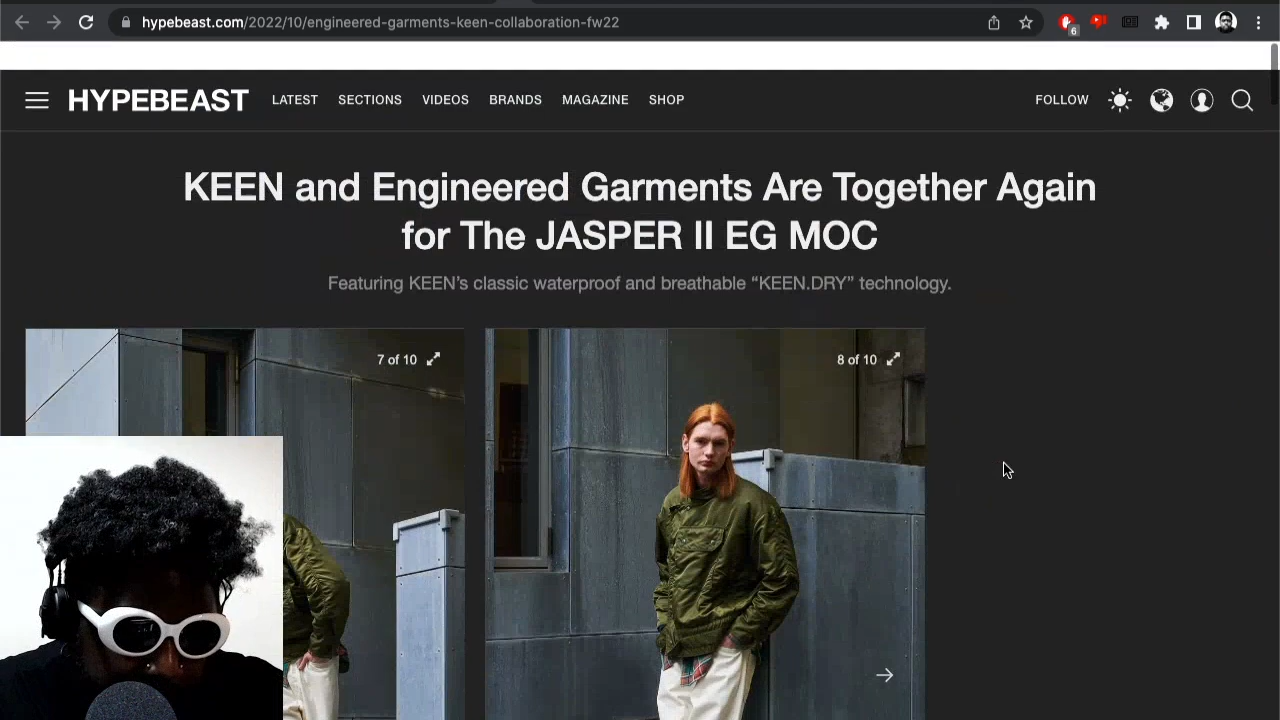 hypebeast.com/2022/10/engineered-garments-keen-collaboration-fw22
6
HYPEBEAST LATEST SECTIONS VIDEOS BRANDS MAGAZINE SHOP FOLLOW
KEEN and Engineered Garments Are Together Again
for The JASPER II EG MOC
Featuring KEEN’s classic waterproof and breathable “KEEN.DRY” technology.
7 of 10
8 of 10